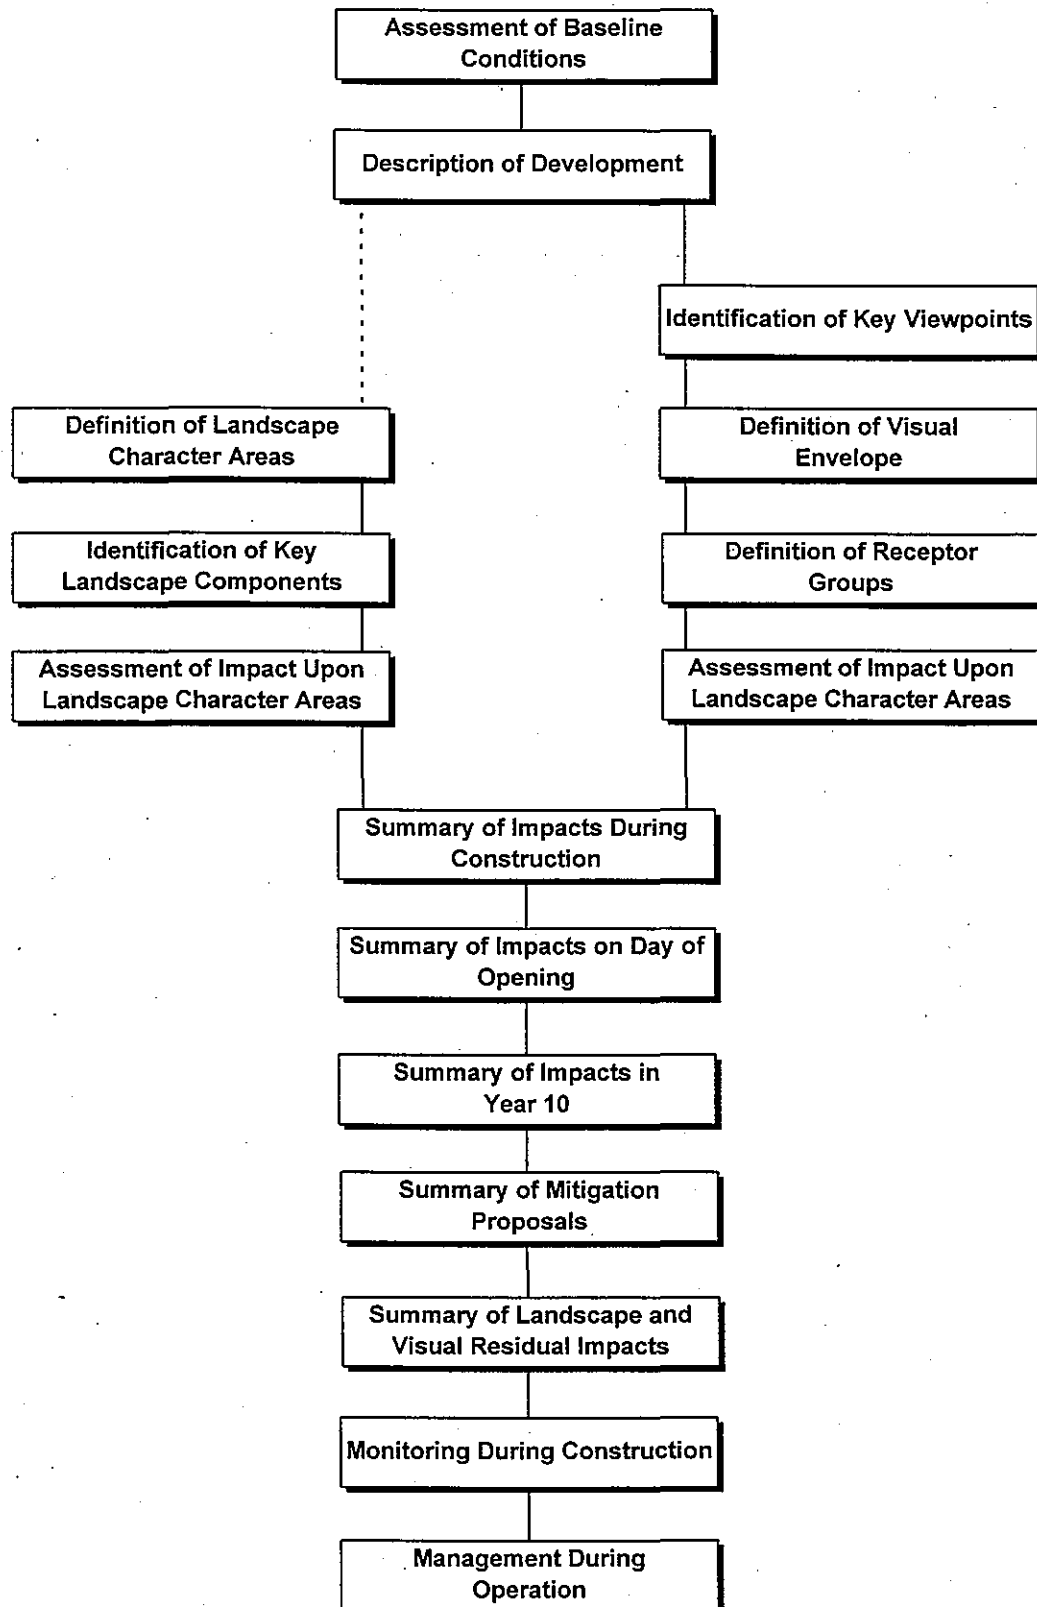 Assessment of Baseline
Conditions
Description of Development
Identification of Key Viewpoints
Definition of Landscape
Character Areas
Definition of Visual
Envelope
Identification of Key
Landscape Components
Definition of Receptor
Groups
Assessment of Impact Upon
Landscape Character Areas
Assessment of Impact Upon
Landscape Character Areas
Summary of Impacts During
Construction
Summary of Impacts on Day of
Opening
Summary of Impacts in
Year 10
Summary of Mitigation
Proposals
Summary of Landscape and
Visual Residual Impacts
Monitoring During Construction
Management During
Operation